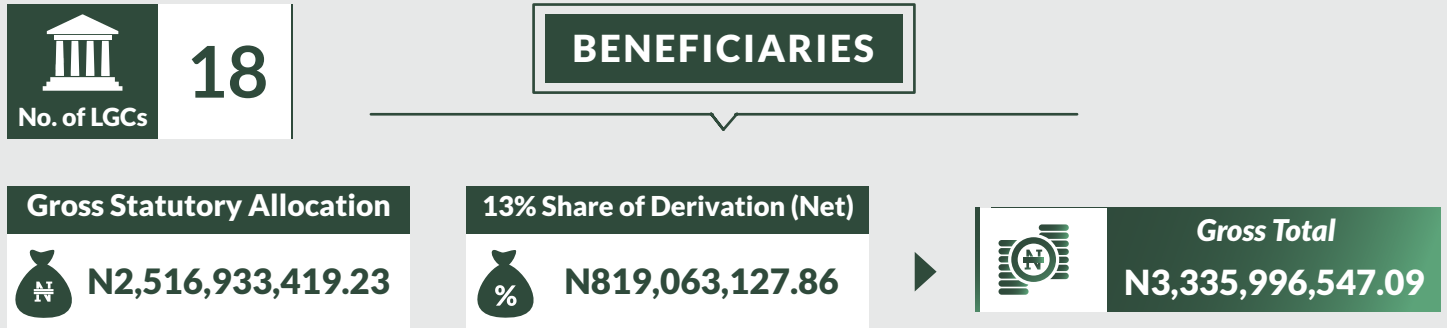 18
No. of LGCs
BENEFICIARIES
Gross Statutory Allocation
₦
N2,516,933,419.23
13% Share of Derivation (Net)
%
N819,063,127.86
₦
Gross Total
N3,335,996,547.09